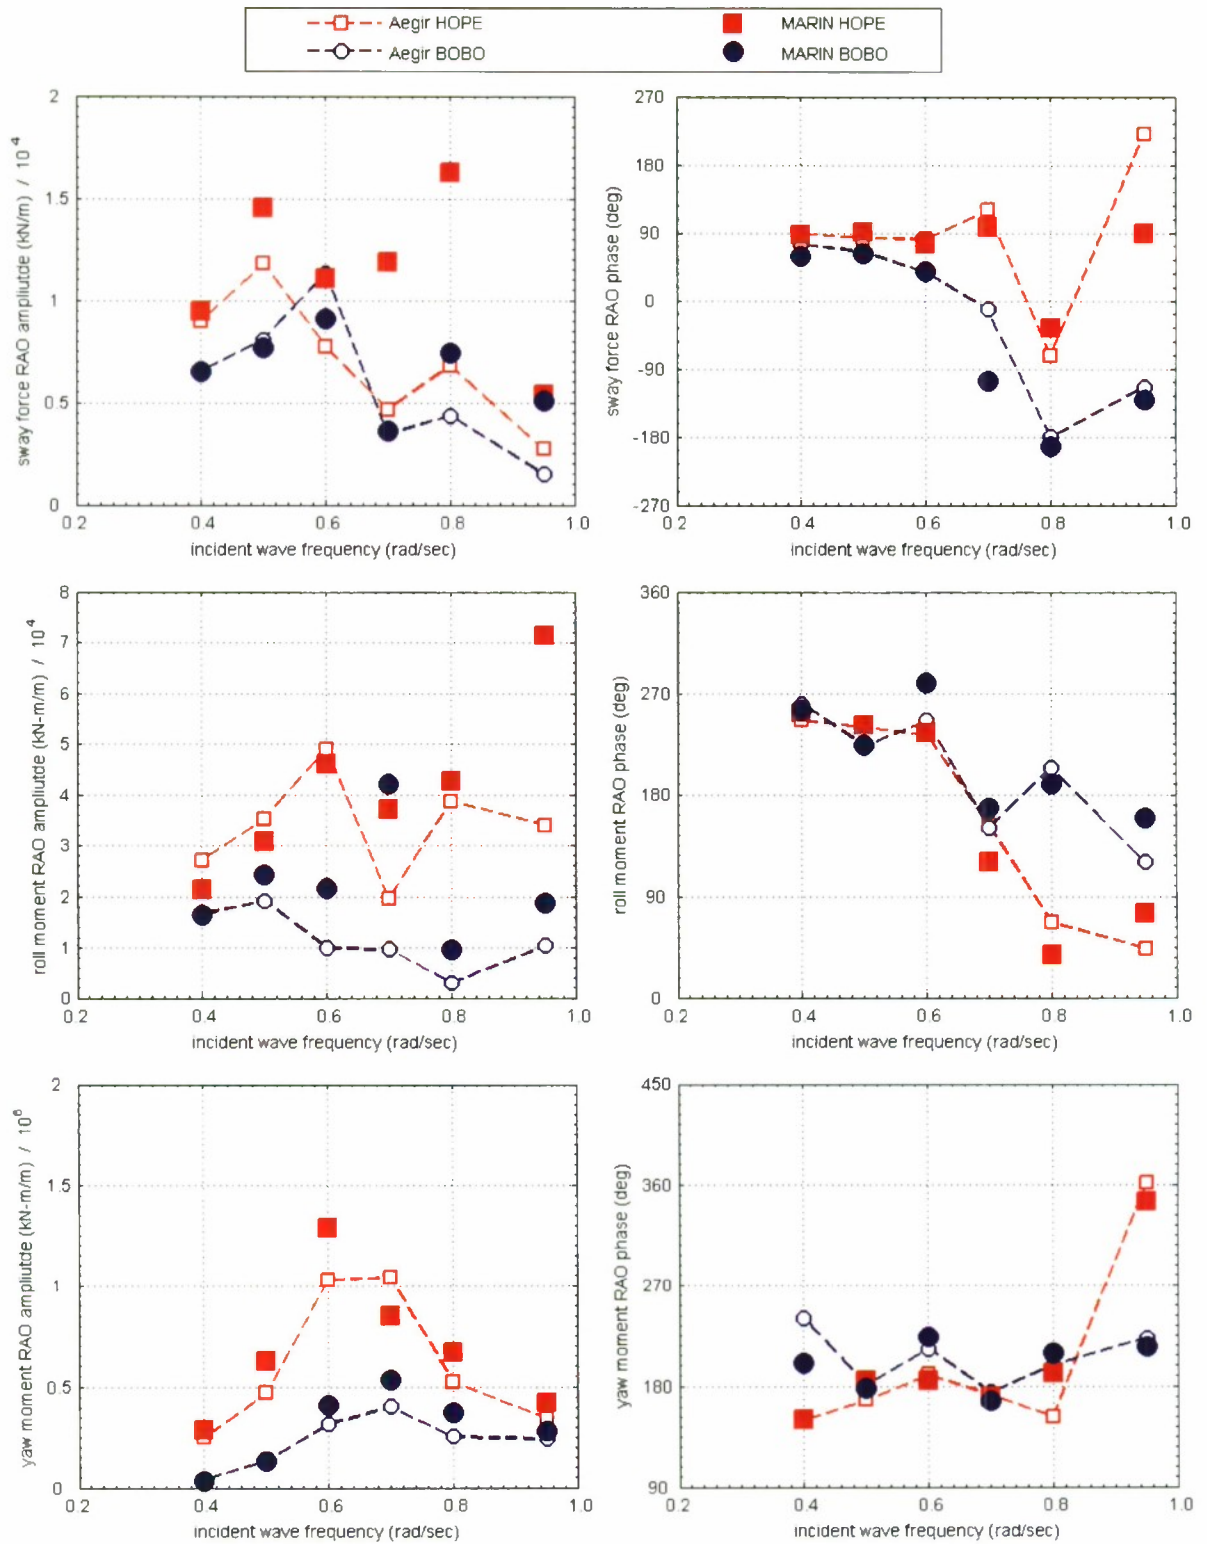 Aegir HOPE
MARIN HOPE
Aegir BOBO
MARIN BOBO
sway force RAO ampliutde (kN/m) / 10^4
2
1.5
1
0.5
0
0.2 0.4 0.6 0.8 1.0
incident wave frequency (rad/sec)
sway force RAO phase (deg)
270
180
90
0
-90
-180
-270
0.2 0.4 0.6 0.8 1.0
incident wave frequency (rad/sec)
roll moment RAO ampliutde (kN-m/m) / 10^4
8
7
6
5
4
3
2
1
0
0.2 0.4 0.6 0.8 1.0
incident wave frequency (rad/sec)
roll moment RAO phase (deg)
360
270
180
90
0
0.2 0.4 0.6 0.8 1.0
incident wave frequency (rad/sec)
yaw moment RAO ampliutde (kN-m/m) / 10^6
2
1.5
1
0.5
0
0.2 0.4 0.6 0.8 1.0
incident wave frequency (rad/sec)
yaw moment RAO phase (deg)
450
360
270
180
90
0.2 0.4 0.6 0.8 1.0
incident wave frequency (rad/sec)